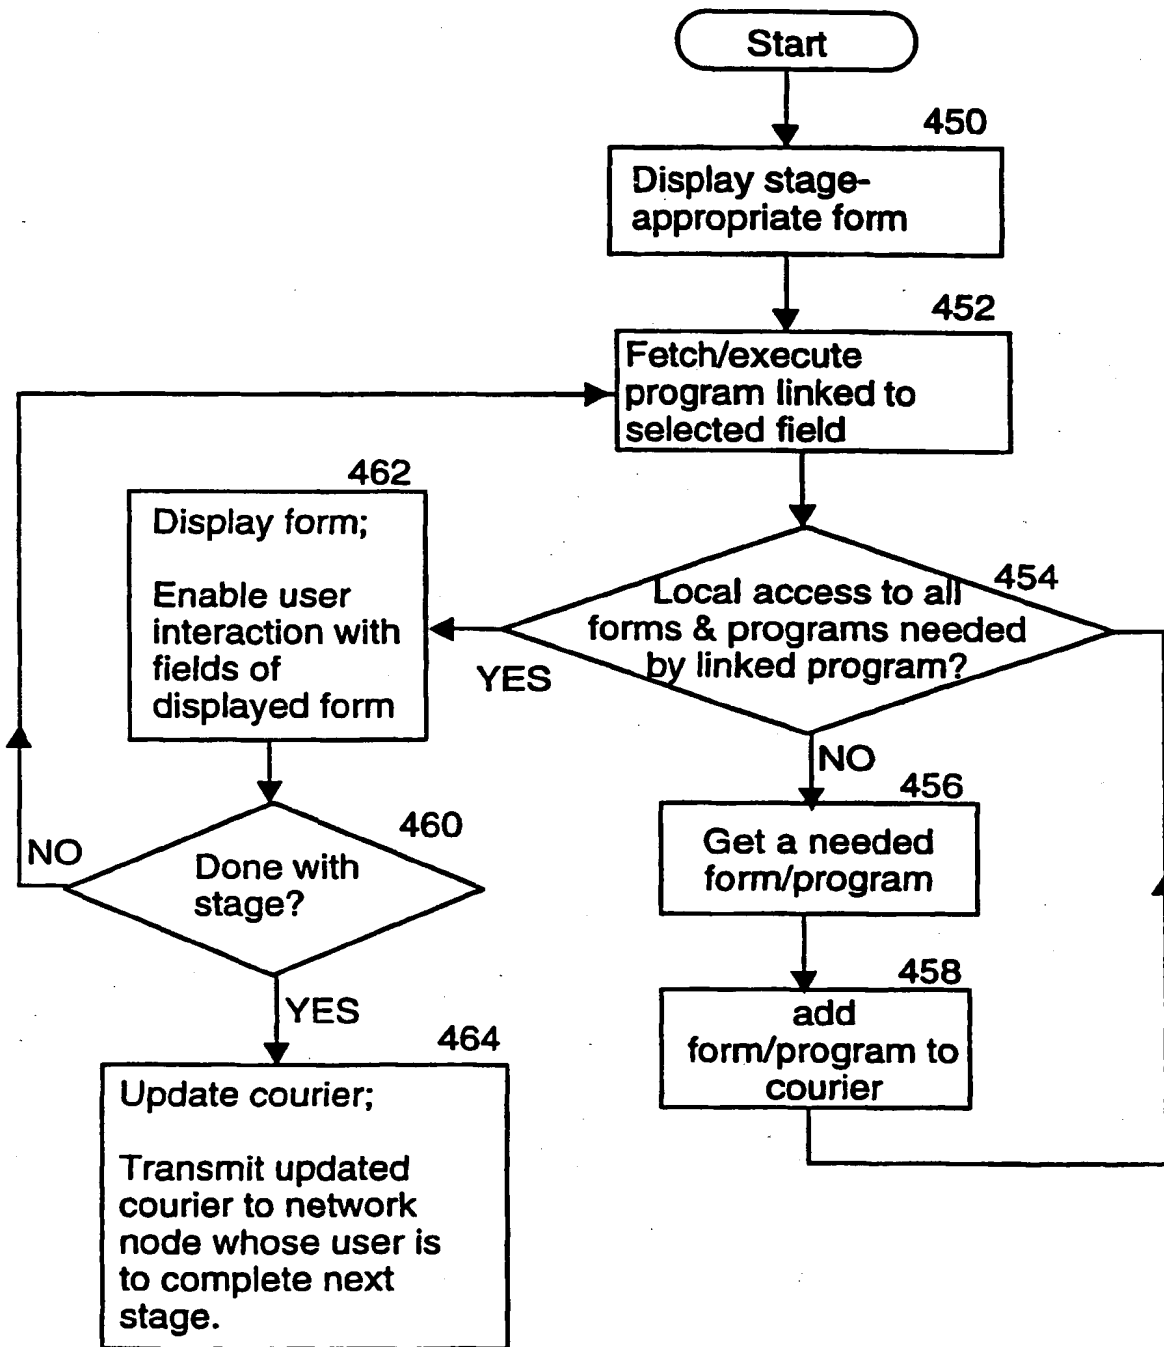 Start
450
Display stage-
appropriate form
452
Fetch/execute
program linked to
selected field
454
Local access to all
forms & programs needed
by linked program?
YES
NO
462
Display form;
Enable user
interaction with
fields of
displayed form
456
Get a needed
form/program
458
add
form/program to
courier
460
Done with
stage?
NO
YES
464
Update courier;
Transmit updated
courier to network
node whose user is
to complete next
stage.